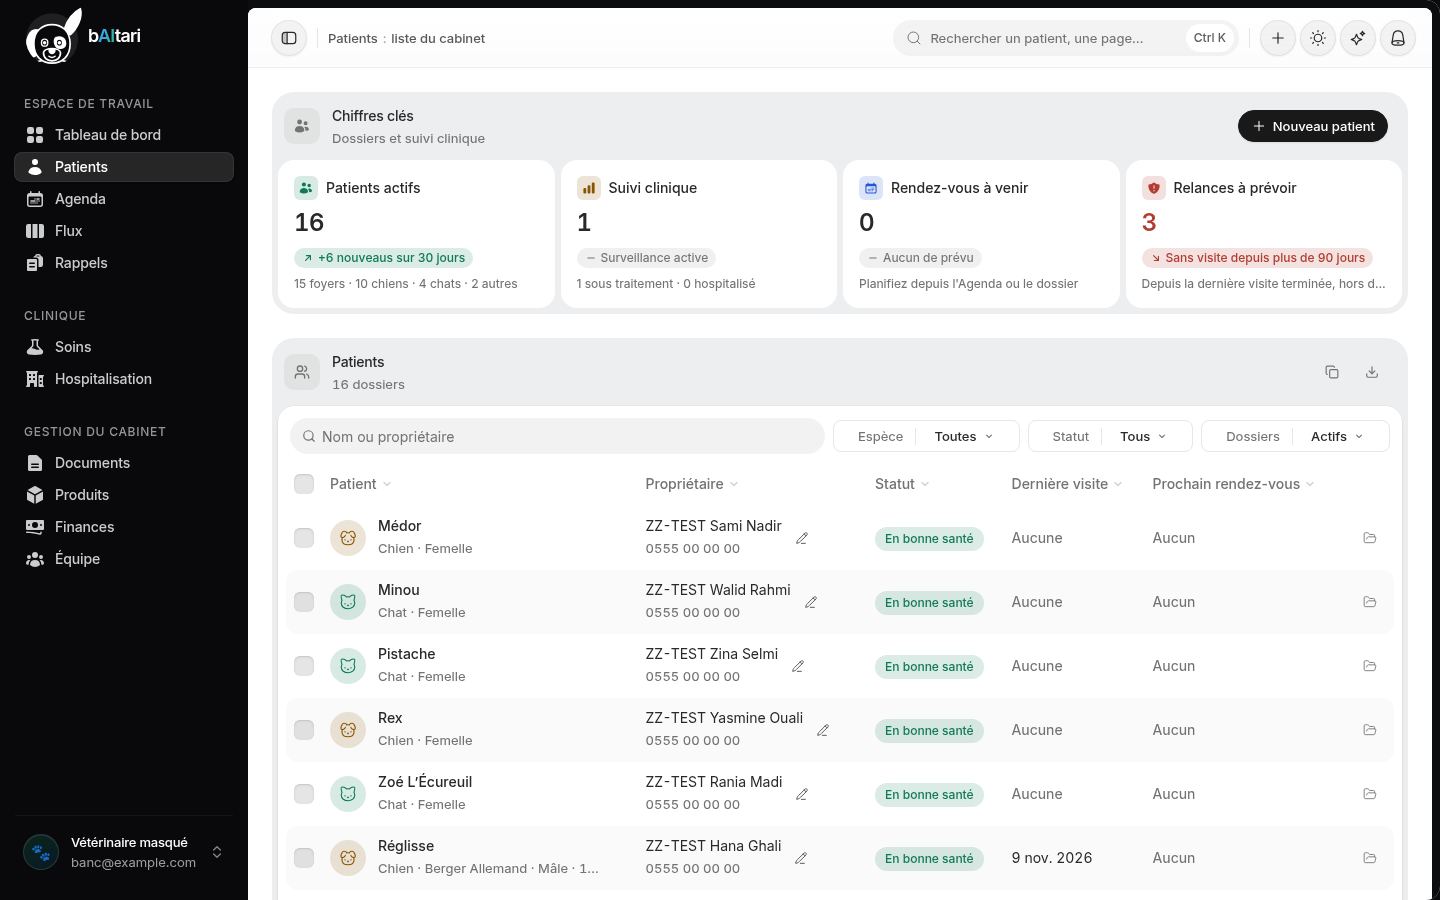 bAItari
ESPACE DE TRAVAIL
Tableau de bord
Patients
Agenda
Flux
Rappels
CLINIQUE
Soins
Hospitalisation
GESTION DU CABINET
Documents
Produits
Finances
Équipe
Vétérinaire masqué
banc@example.com
Patients : liste du cabinet
Rechercher un patient, une page... Ctrl K
Chiffres clés
Dossiers et suivi clinique
Nouveau patient
Patients actifs
16
+6 nouveaus sur 30 jours
15 foyers · 10 chiens · 4 chats · 2 autres
Suivi clinique
1
Surveillance active
1 sous traitement · 0 hospitalisé
Rendez-vous à venir
0
Aucun de prévu
Planifiez depuis l'Agenda ou le dossier
Relances à prévoir
3
Sans visite depuis plus de 90 jours
Depuis la dernière visite terminée, hors d...
Patients
16 dossiers
Nom ou propriétaire Espèce Toutes Statut Tous Dossiers Actifs
Patient Propriétaire Statut Dernière visite Prochain rendez-vous
Médor ZZ-TEST Sami Nadir En bonne santé Aucune Aucun
Chien · Femelle 0555 00 00 00
Minou ZZ-TEST Walid Rahmi En bonne santé Aucune Aucun
Chat · Femelle 0555 00 00 00
Pistache ZZ-TEST Zina Selmi En bonne santé Aucune Aucun
Chat · Femelle 0555 00 00 00
Rex ZZ-TEST Yasmine Ouali En bonne santé Aucune Aucun
Chien · Femelle 0555 00 00 00
Zoé L’Écureuil ZZ-TEST Rania Madi En bonne santé Aucune Aucun
Chat · Femelle 0555 00 00 00
Réglisse ZZ-TEST Hana Ghali En bonne santé 9 nov. 2026 Aucun
Chien · Berger Allemand · Mâle · 1... 0555 00 00 00